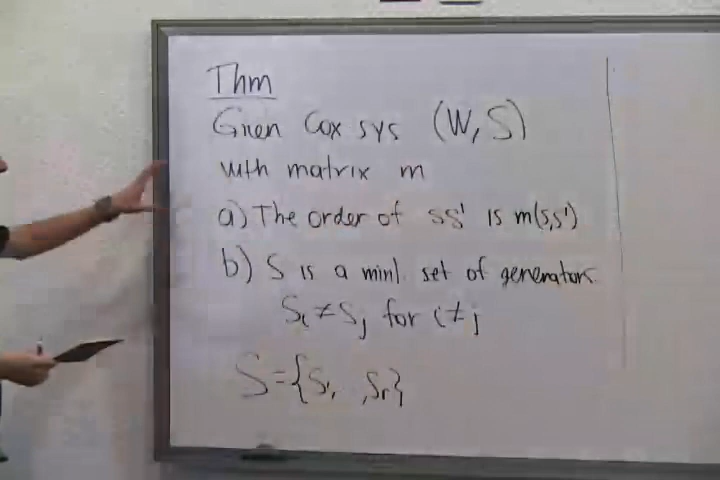 Thm
Given Cox sys (W, S)
with matrix m
a) The order of ss' is m(s,s')
b) S is a minl. set of generators
Si ≠ Sj for i ≠ j
S = {S1, , Sn}